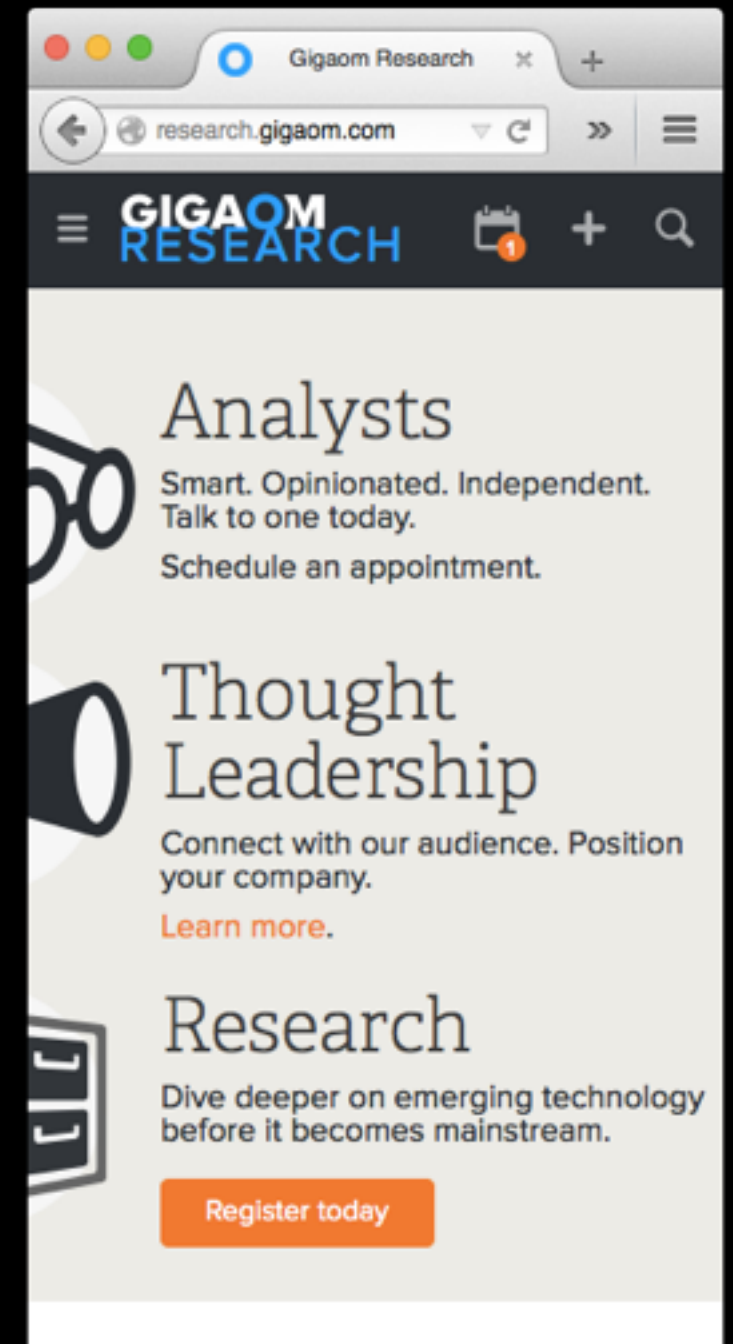 Gigaom Research
research.gigaom.com
GIGAOM
RESEARCH
1
Analysts
Smart. Opinionated. Independent.
Talk to one today.
Schedule an appointment.
Thought
Leadership
Connect with our audience. Position
your company.
Learn more.
Research
Dive deeper on emerging technology
before it becomes mainstream.
Register today